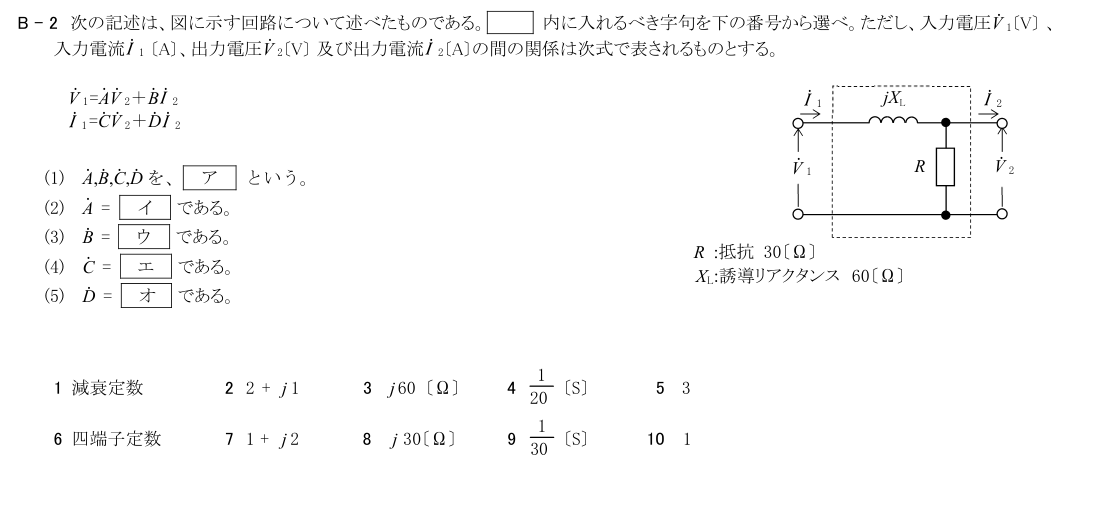 B－2 次の記述は、図に示す回路について述べたものである。□ 内に入れるべき字句を下の番号から選べ。ただし、入力電圧V̇₁〔V〕、
入力電流İ₁〔A〕、出力電圧V̇₂〔V〕及び出力電流İ₂〔A〕の間の関係は次式で表されるものとする。
V̇₁=ȦV̇₂+Ḃİ₂
İ₁=ĊV̇₂+Ḋİ₂
(1) Ȧ,Ḃ,Ċ,Ḋを、 ア という。
(2) Ȧ = イ である。
(3) Ḃ = ウ である。
(4) Ċ = エ である。
(5) Ḋ = オ である。
İ₁ jX_L İ₂
V̇₁ R V̇₂
R :抵抗 30〔Ω〕
X_L:誘導リアクタンス 60〔Ω〕
1 減衰定数 2 2 + j1 3 j60〔Ω〕 4 1/20〔S〕 5 3
6 四端子定数 7 1 + j2 8 j30〔Ω〕 9 1/30〔S〕 10 1